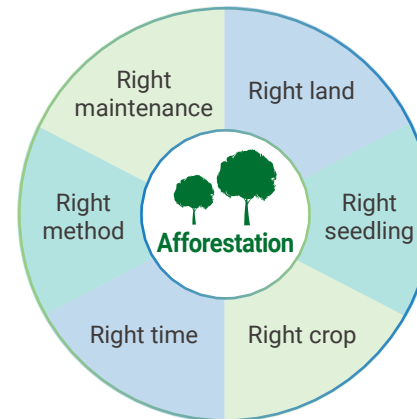 Right
maintenance
Right land
Right
method
Afforestation
Right
seedling
Right time
Right crop